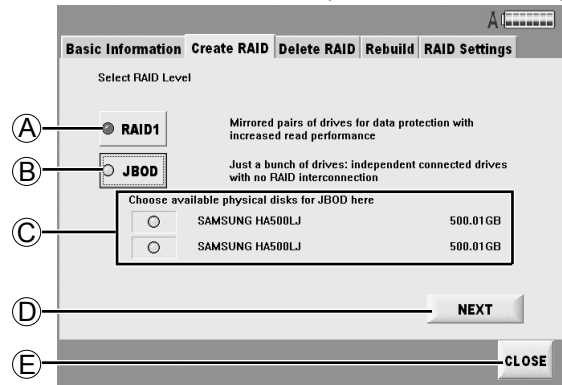 A
Basic Information Create RAID Delete RAID Rebuild RAID Settings
Select RAID Level
A RAID1 Mirrored pairs of drives for data protection with
increased read performance
B JBOD Just a bunch of drives: independent connected drives
with no RAID interconnection
Choose available physical disks for JBOD here
C SAMSUNG HA500LJ 500.01GB
SAMSUNG HA500LJ 500.01GB
D NEXT
E CLOSE